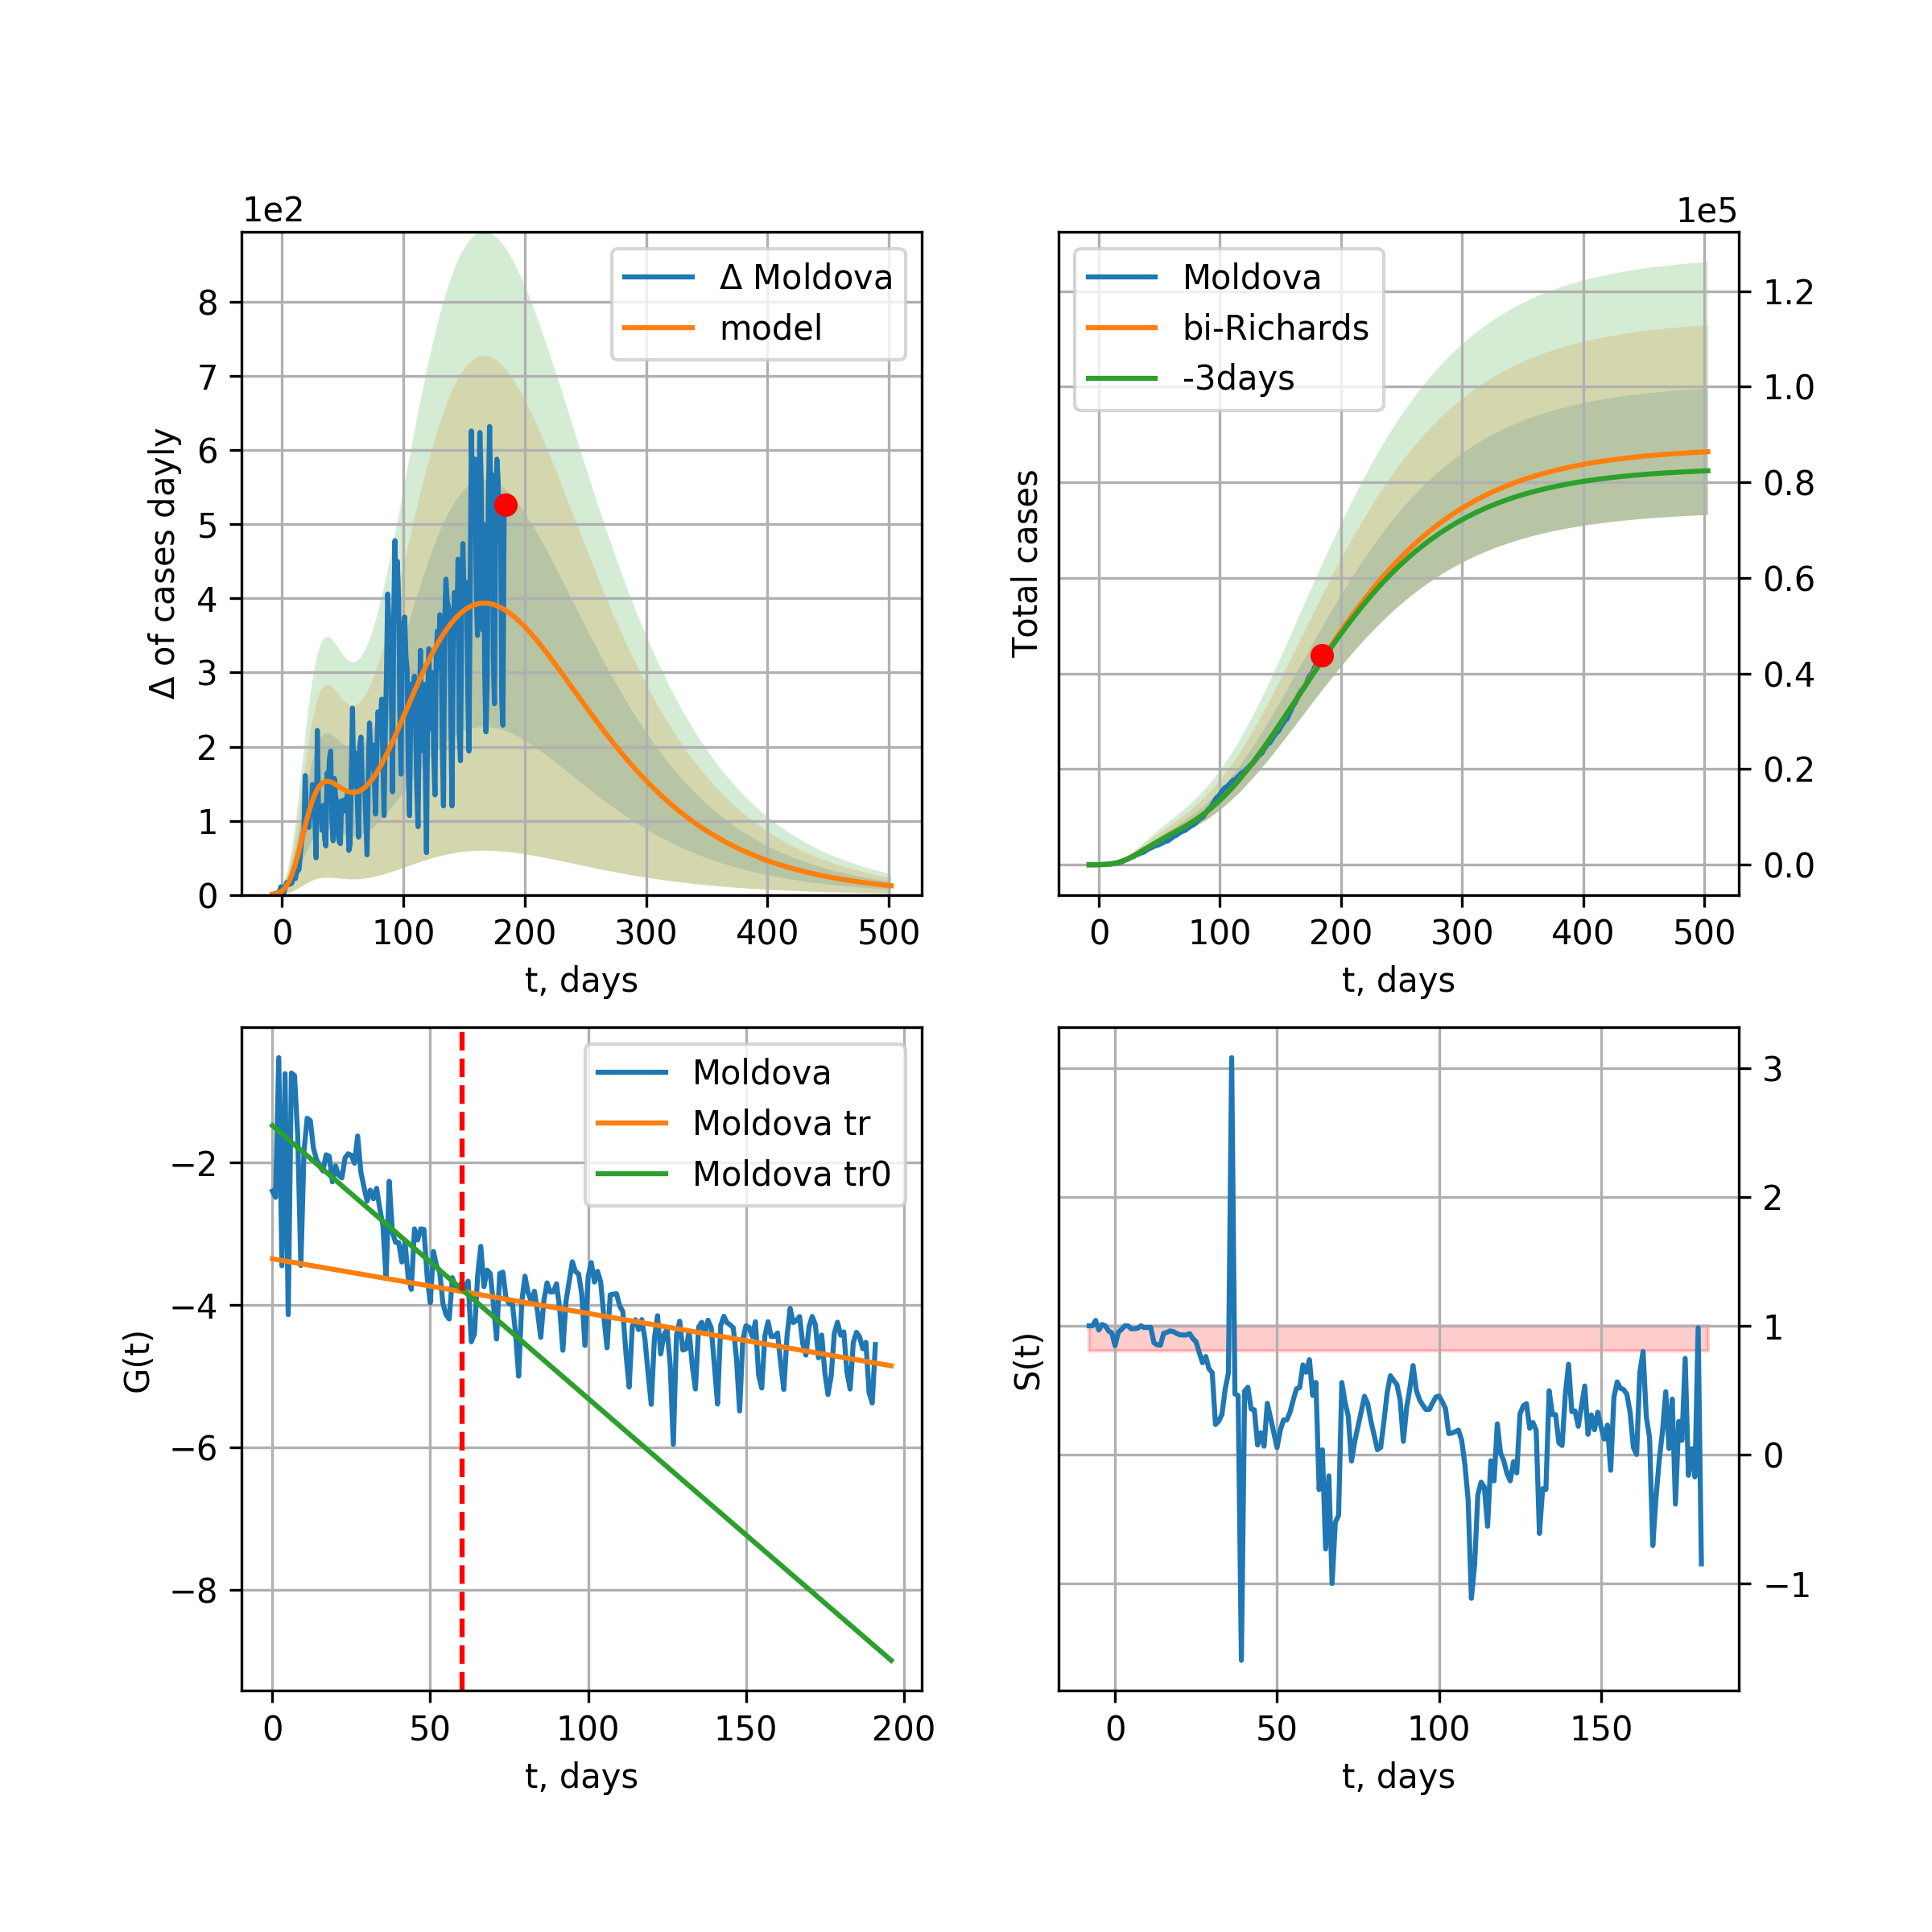 1e2
Δ Moldova
model
8
7
6
5
4
3
2
1
0
Δ of cases dayly
0 100 200 300 400 500
t, days
1e5
Moldova
bi-Richards
-3days
1.2
1.0
0.8
0.6
0.4
0.2
0.0
Total cases
0 100 200 300 400 500
t, days
Moldova
Moldova tr
Moldova tr0
−2
−4
−6
−8
G(t)
0 50 100 150 200
t, days
3
2
1
0
−1
S(t)
0 50 100 150
t, days